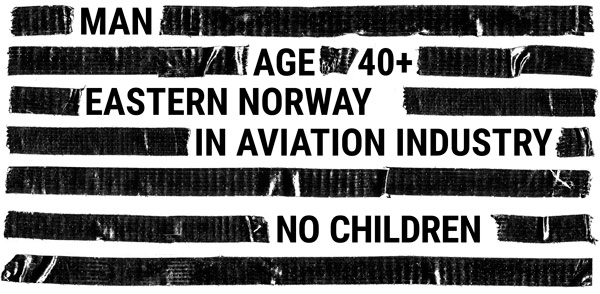 MAN
AGE 40+
EASTERN NORWAY
IN AVIATION INDUSTRY
NO CHILDREN